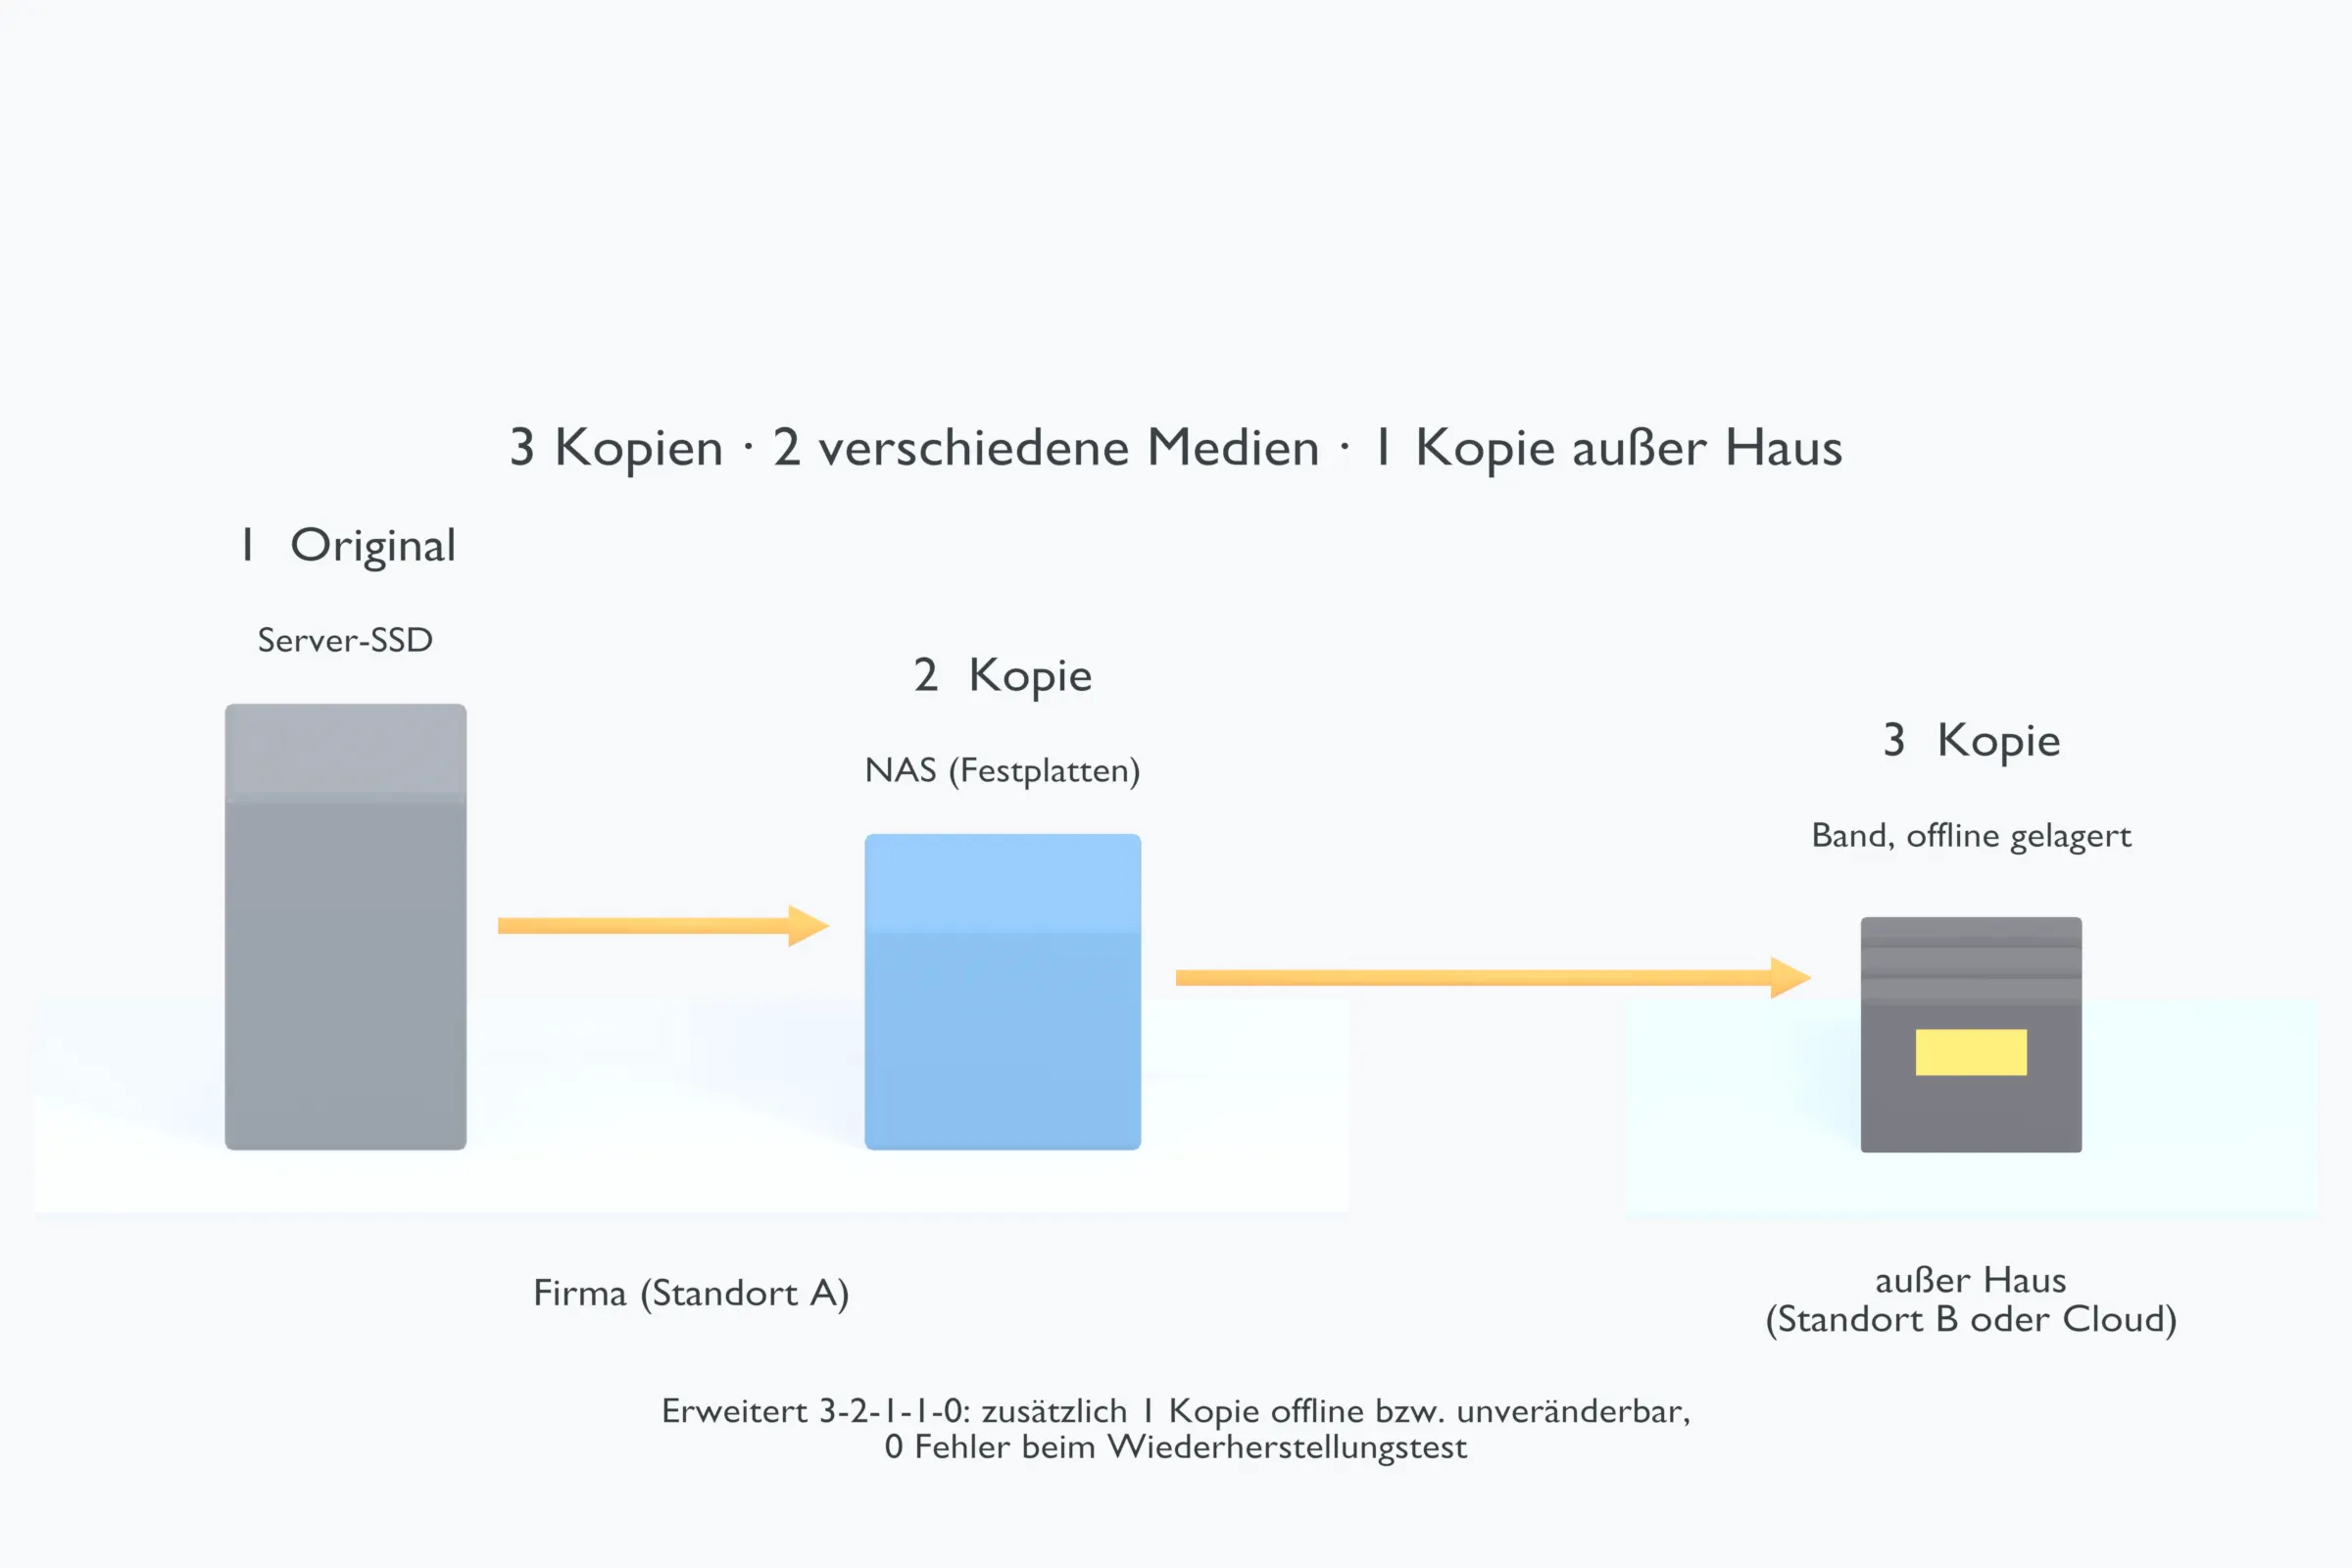 3 Kopien · 2 verschiedene Medien · 1 Kopie außer Haus
1 Original
Server-SSD
2 Kopie
NAS (Festplatten)
3 Kopie
Band, offline gelagert
Firma (Standort A)
außer Haus
(Standort B oder Cloud)
Erweitert 3-2-1-1-0: zusätzlich 1 Kopie offline bzw. unveränderbar,
0 Fehler beim Wiederherstellungstest